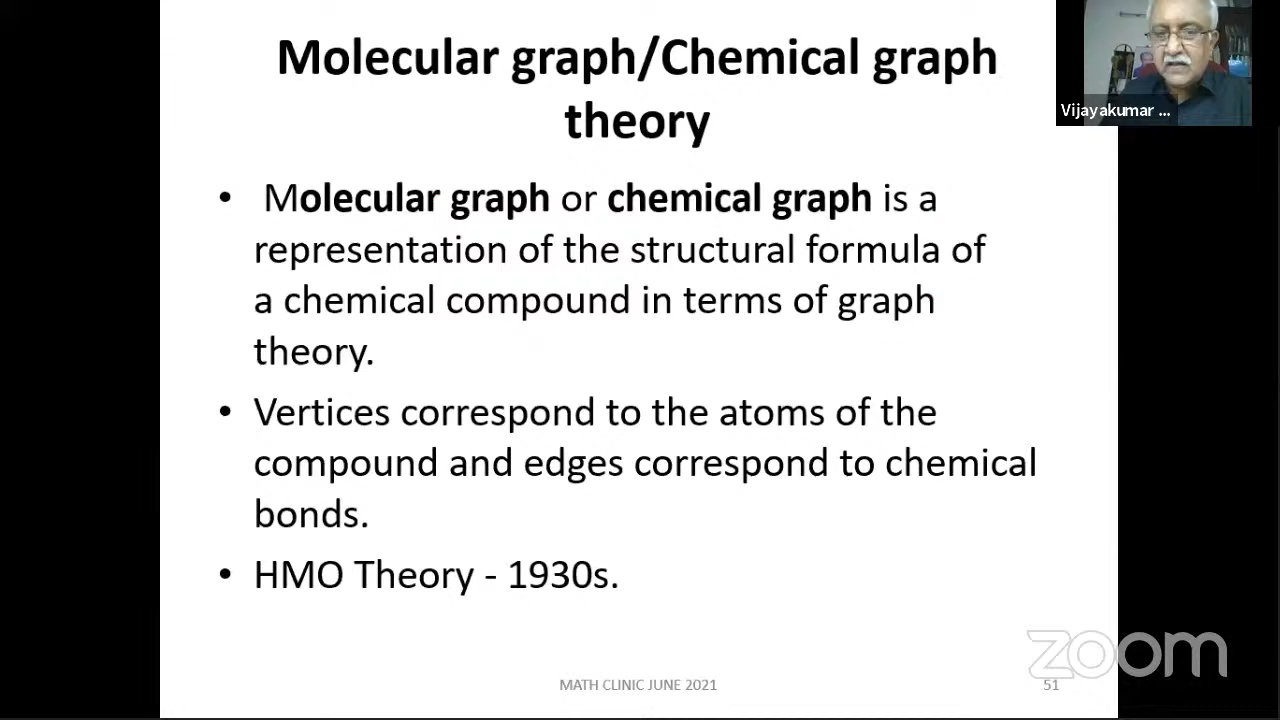 Molecular graph/Chemical graph
theory
• Molecular graph or chemical graph is a
representation of the structural formula of
a chemical compound in terms of graph
theory.
• Vertices correspond to the atoms of the
compound and edges correspond to chemical
bonds.
• HMO Theory - 1930s.
MATH CLINIC JUNE 2021
51
Vijayakumar ...
zoom